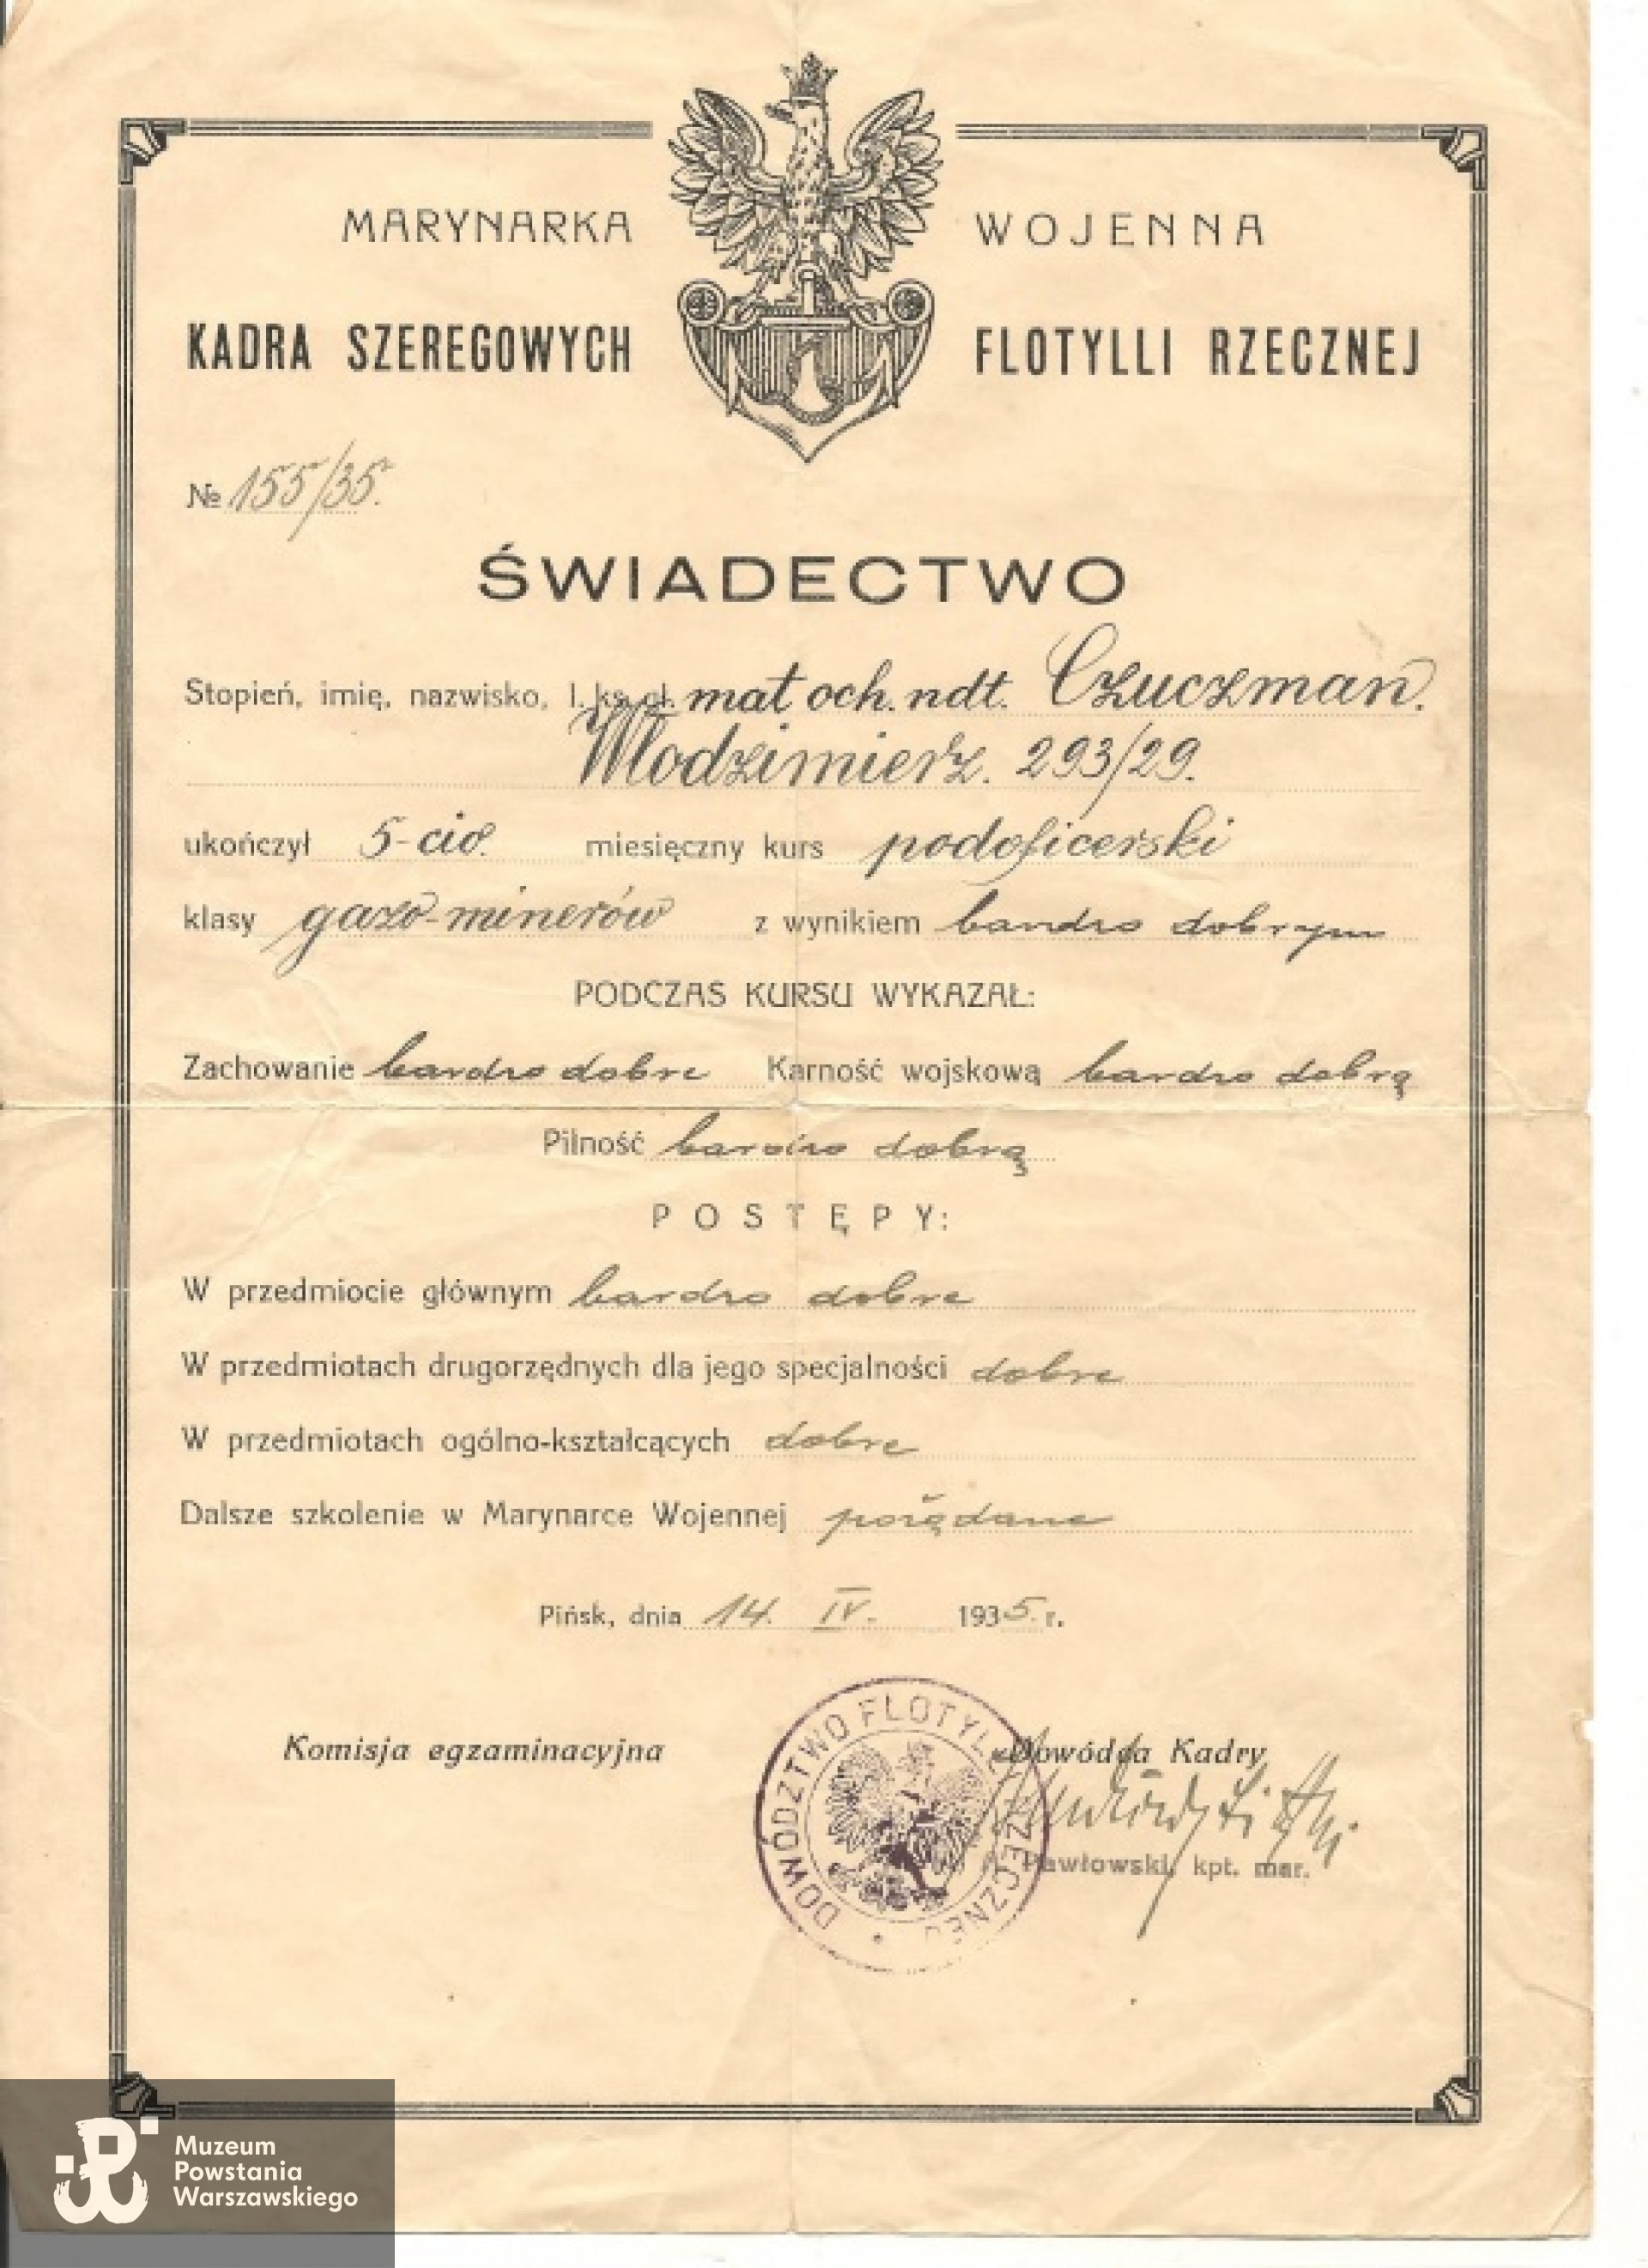 MARYNARKA WOJENNA
KADRA SZEREGOWYCH FLOTYLLI RZECZNEJ
№ 155/35.
ŚWIADECTWO
Stopień, imię, nazwisko, l. ks. gł. mat och. ndt. Czuczman.
Włodzimierz. 293/29.
ukończył 5-cio miesięczny kurs podoficerski
klasy gazo-minerów z wynikiem bardzo dobrym
PODCZAS KURSU WYKAZAŁ:
Zachowanie bardzo dobre Karność wojskową bardzo dobrą
Pilność bardzo dobrą
POSTĘPY:
W przedmiocie głównym bardzo dobre
W przedmiotach drugorzędnych dla jego specjalności dobre
W przedmiotach ogólno-kształcących dobre
Dalsze szkolenie w Marynarce Wojennej pożądane
Pińsk, dnia 14. IV. 1935. r.
Komisja egzaminacyjna Dowódca Kadry
DOWÓDZTWO FLOTYLI RZECZNEJ
Pawłowski, kpt. mar.
Muzeum
Powstania
Warszawskiego